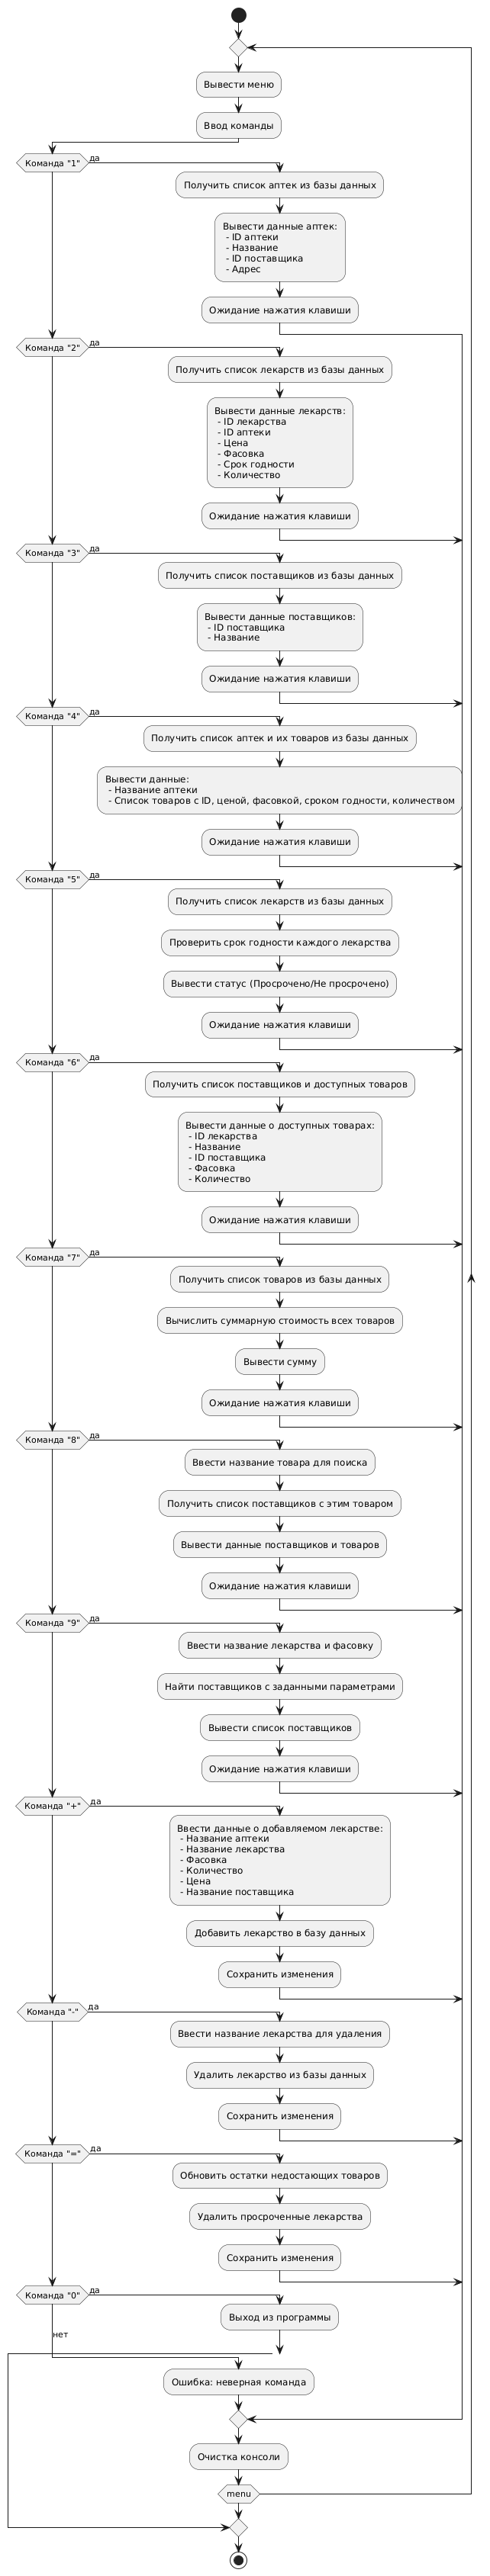 Вывести меню
Ввод команды
Команда "1"
да
Получить список аптек из базы данных
Вывести данные аптек:
- ID аптеки
- Название
- ID поставщика
- Адрес
Ожидание нажатия клавиши
Команда "2"
да
Получить список лекарств из базы данных
Вывести данные лекарств:
- ID лекарства
- ID аптеки
- Цена
- Фасовка
- Срок годности
- Количество
Ожидание нажатия клавиши
Команда "3"
да
Получить список поставщиков из базы данных
Вывести данные поставщиков:
- ID поставщика
- Название
Ожидание нажатия клавиши
Команда "4"
да
Получить список аптек и их товаров из базы данных
Вывести данные:
- Название аптеки
- Список товаров с ID, ценой, фасовкой, сроком годности, количеством
Ожидание нажатия клавиши
Команда "5"
да
Получить список лекарств из базы данных
Проверить срок годности каждого лекарства
Вывести статус (Просрочено/Не просрочено)
Ожидание нажатия клавиши
Команда "6"
да
Получить список поставщиков и доступных товаров
Вывести данные о доступных товарах:
- ID лекарства
- Название
- ID поставщика
- Фасовка
- Количество
Ожидание нажатия клавиши
Команда "7"
да
Получить список товаров из базы данных
Вычислить суммарную стоимость всех товаров
Вывести сумму
Ожидание нажатия клавиши
Команда "8"
да
Ввести название товара для поиска
Получить список поставщиков с этим товаром
Вывести данные поставщиков и товаров
Ожидание нажатия клавиши
Команда "9"
да
Ввести название лекарства и фасовку
Найти поставщиков с заданными параметрами
Вывести список поставщиков
Ожидание нажатия клавиши
Команда "+"
да
Ввести данные о добавляемом лекарстве:
- Название аптеки
- Название лекарства
- Фасовка
- Количество
- Цена
- Название поставщика
Добавить лекарство в базу данных
Сохранить изменения
Команда "-"
да
Ввести название лекарства для удаления
Удалить лекарство из базы данных
Сохранить изменения
Команда "="
да
Обновить остатки недостающих товаров
Удалить просроченные лекарства
Сохранить изменения
Команда "0"
да
Выход из программы
нет
Ошибка: неверная команда
Очистка консоли
menu